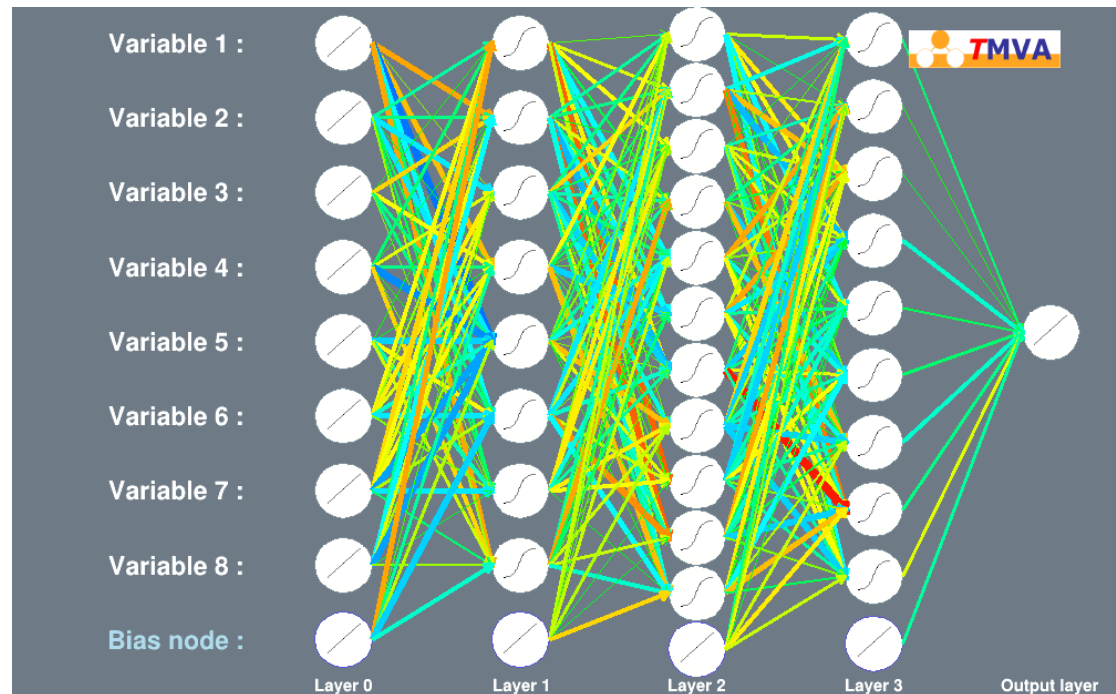 Variable 1 :
TMVA
Variable 2 :
Variable 3 :
Variable 4 :
Variable 5 :
Variable 6 :
Variable 7 :
Variable 8 :
Bias node :
Layer 0 Layer 1 Layer 2 Layer 3 Output layer